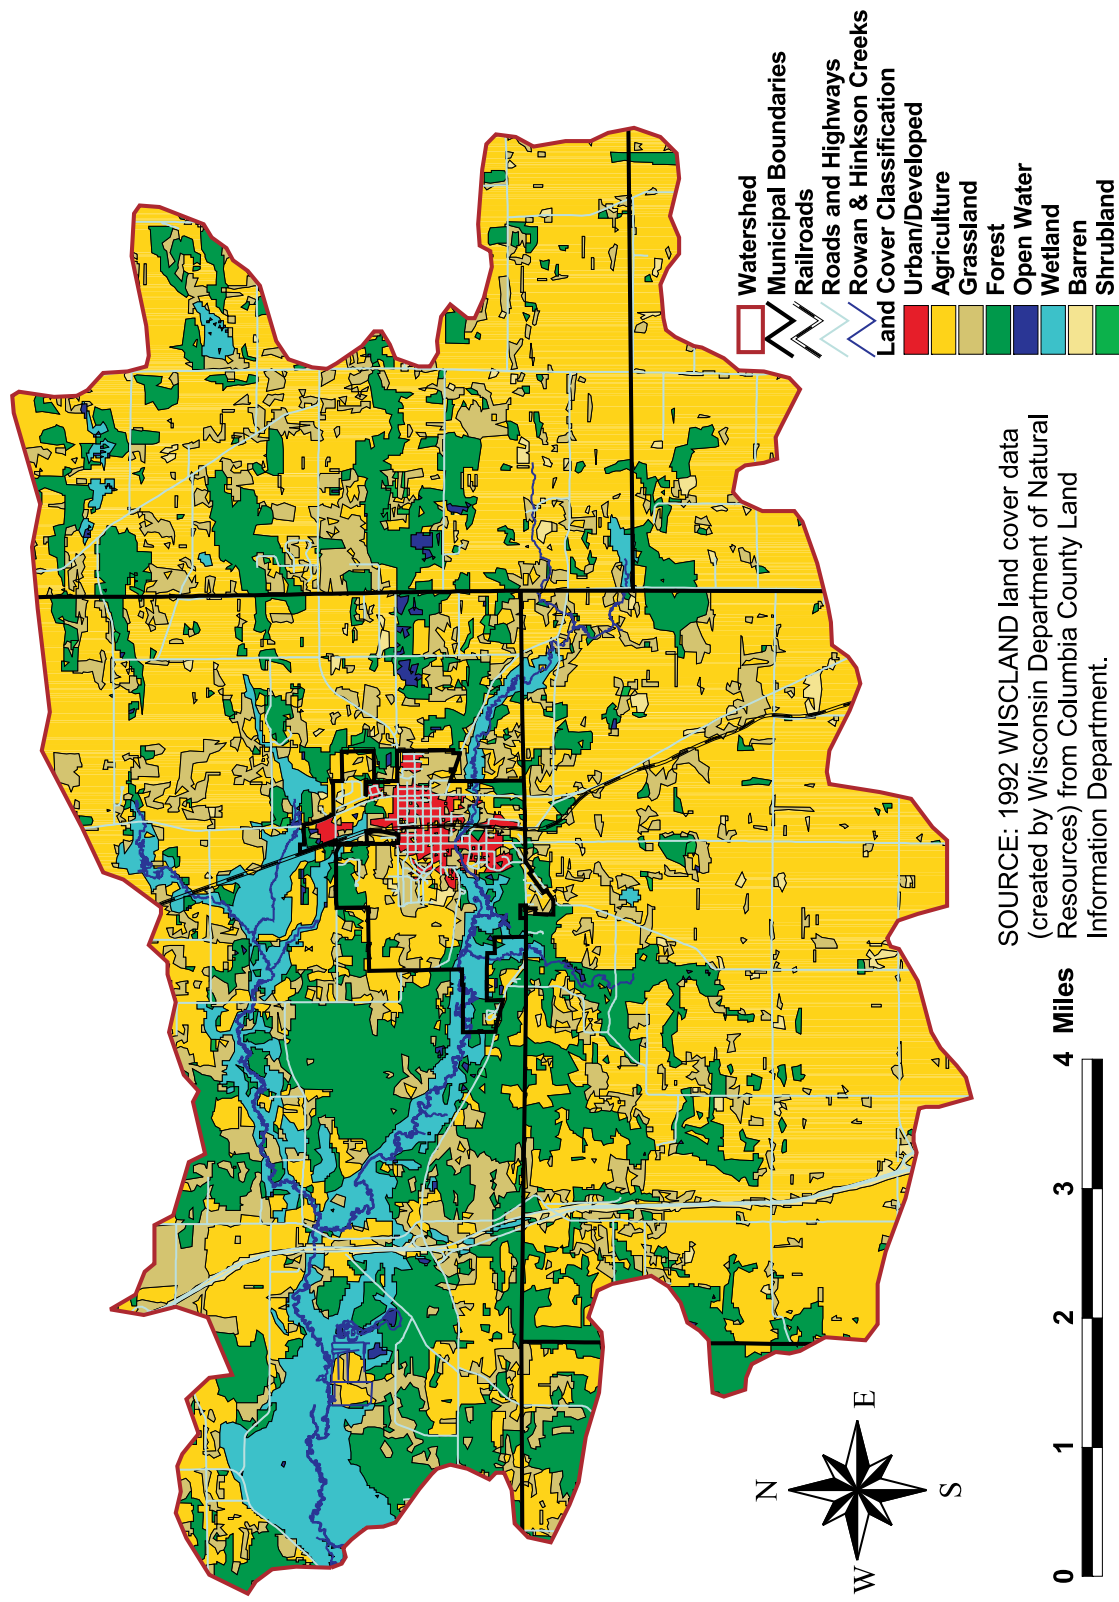 Watershed
Municipal Boundaries
Railroads
Roads and Highways
Rowan & Hinkson Creeks
Land Cover Classification
Urban/Developed
Agriculture
Grassland
Forest
Open Water
Wetland
Barren
Shrubland
SOURCE: 1992 WISCLAND land cover data
(created by Wisconsin Department of Natural
Resources) from Columbia County Land
Information Department.
N
W
E
S
0 1 2 3 4 Miles